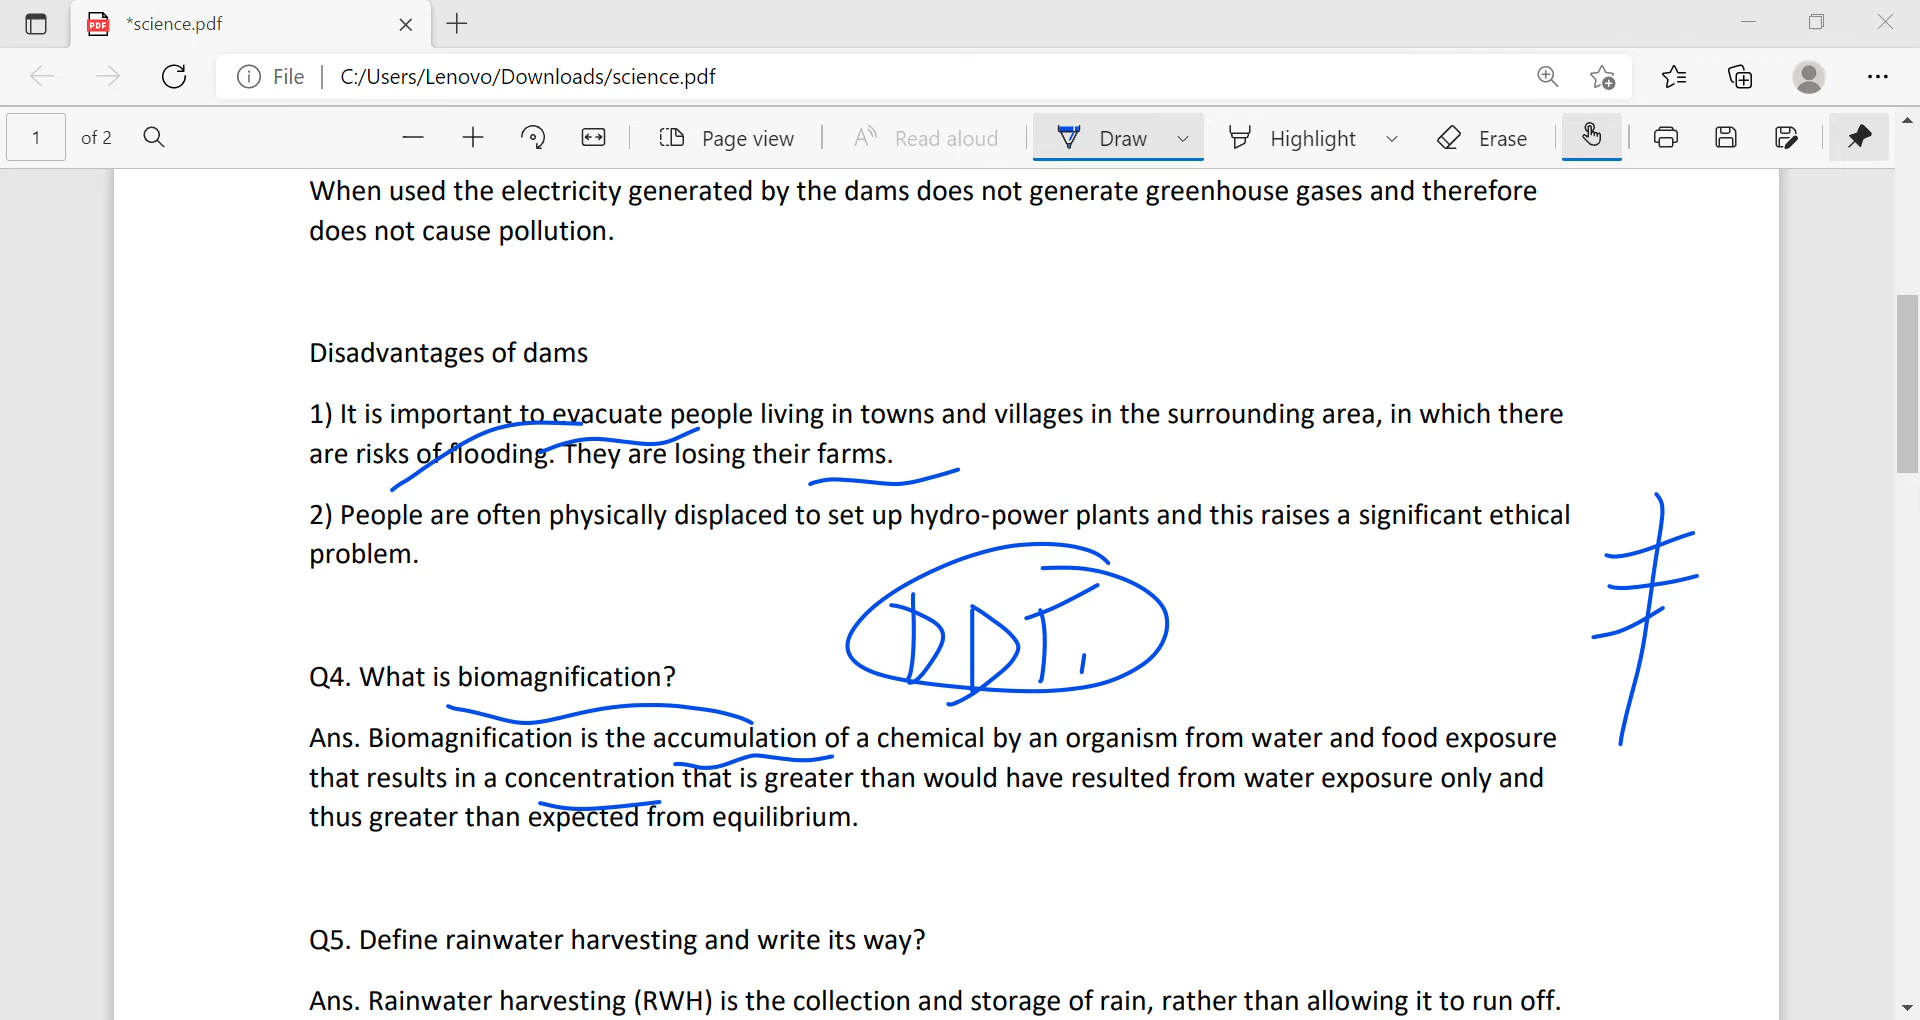 *science.pdf
File | C:/Users/Lenovo/Downloads/science.pdf
1 of 2 Page view Read aloud Draw Highlight Erase
When used the electricity generated by the dams does not generate greenhouse gases and therefore
does not cause pollution.
Disadvantages of dams
1) It is important to evacuate people living in towns and villages in the surrounding area, in which there
are risks of flooding. They are losing their farms.
2) People are often physically displaced to set up hydro-power plants and this raises a significant ethical
problem.
DDT,
Q4. What is biomagnification?
Ans. Biomagnification is the accumulation of a chemical by an organism from water and food exposure
that results in a concentration that is greater than would have resulted from water exposure only and
thus greater than expected from equilibrium.
Q5. Define rainwater harvesting and write its way?
Ans. Rainwater harvesting (RWH) is the collection and storage of rain, rather than allowing it to run off.